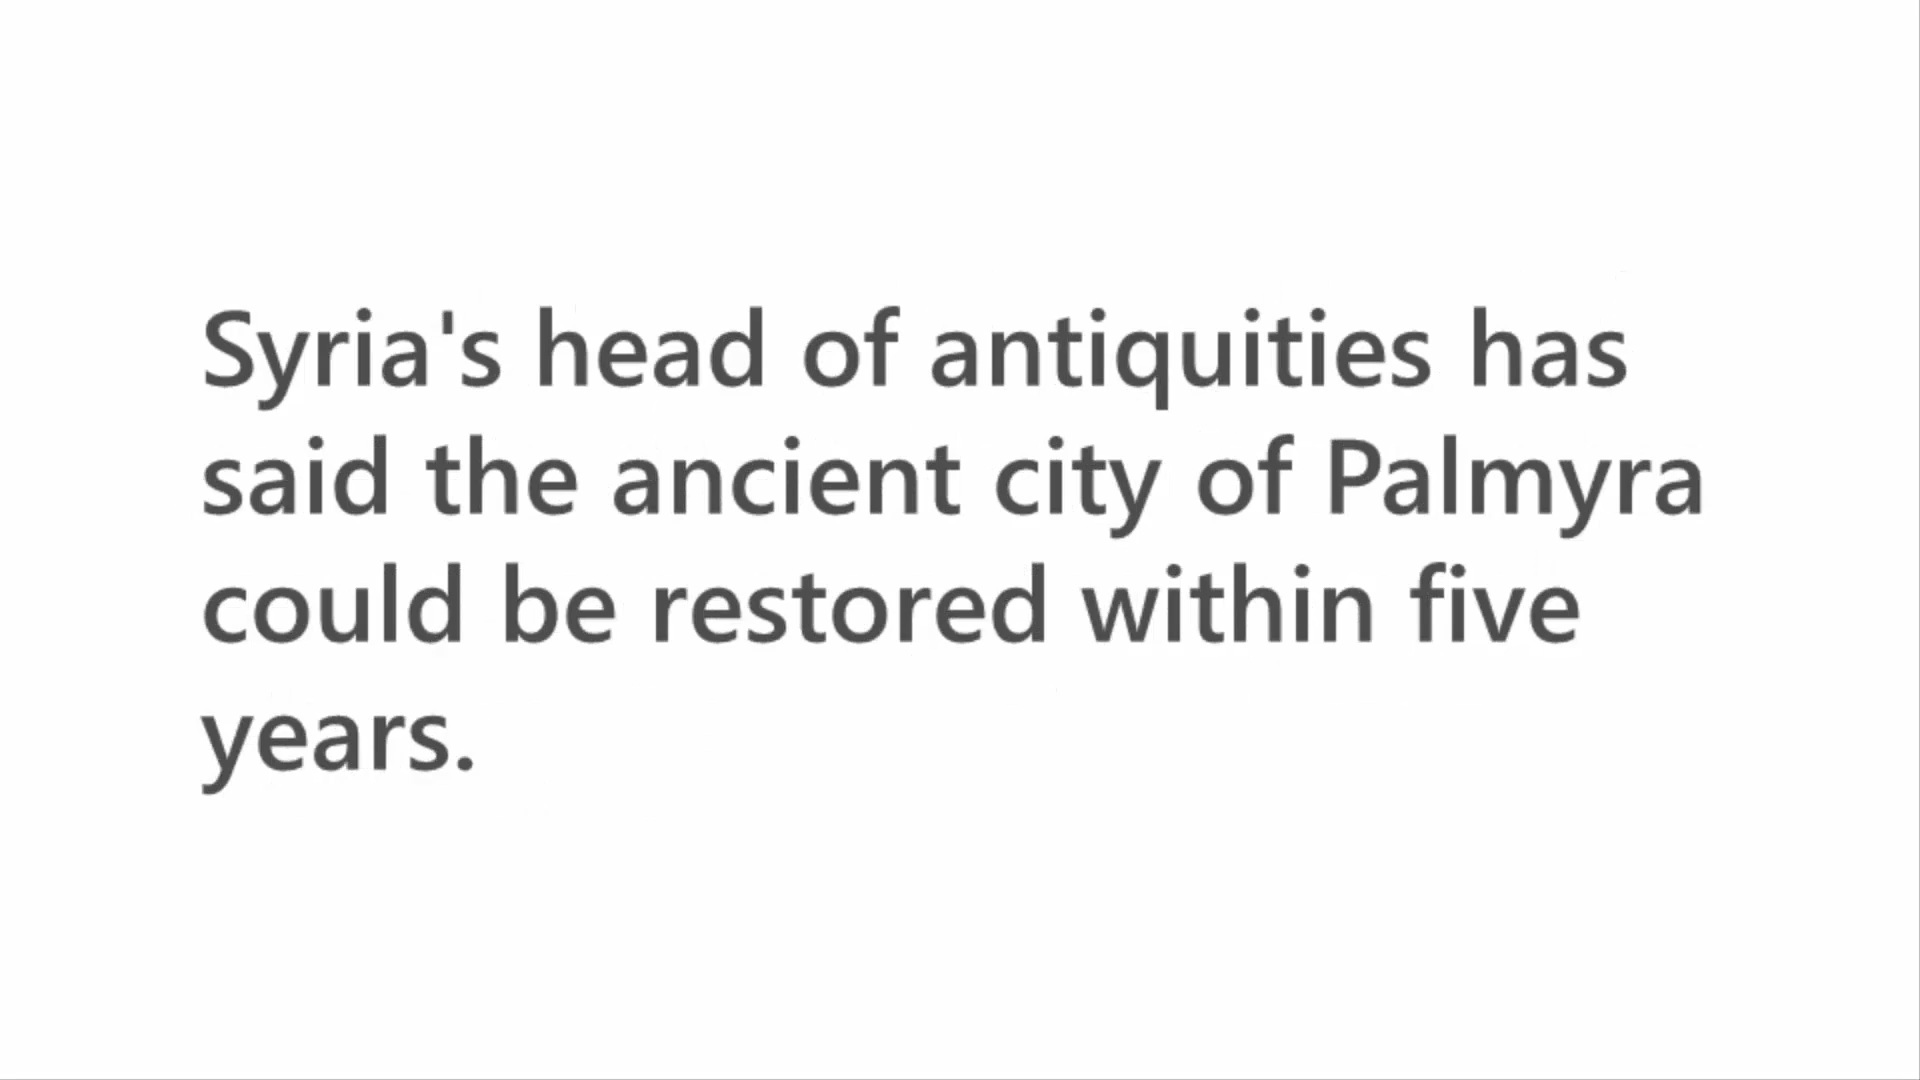 Syria's head of antiquities has
said the ancient city of Palmyra
could be restored within five
years.